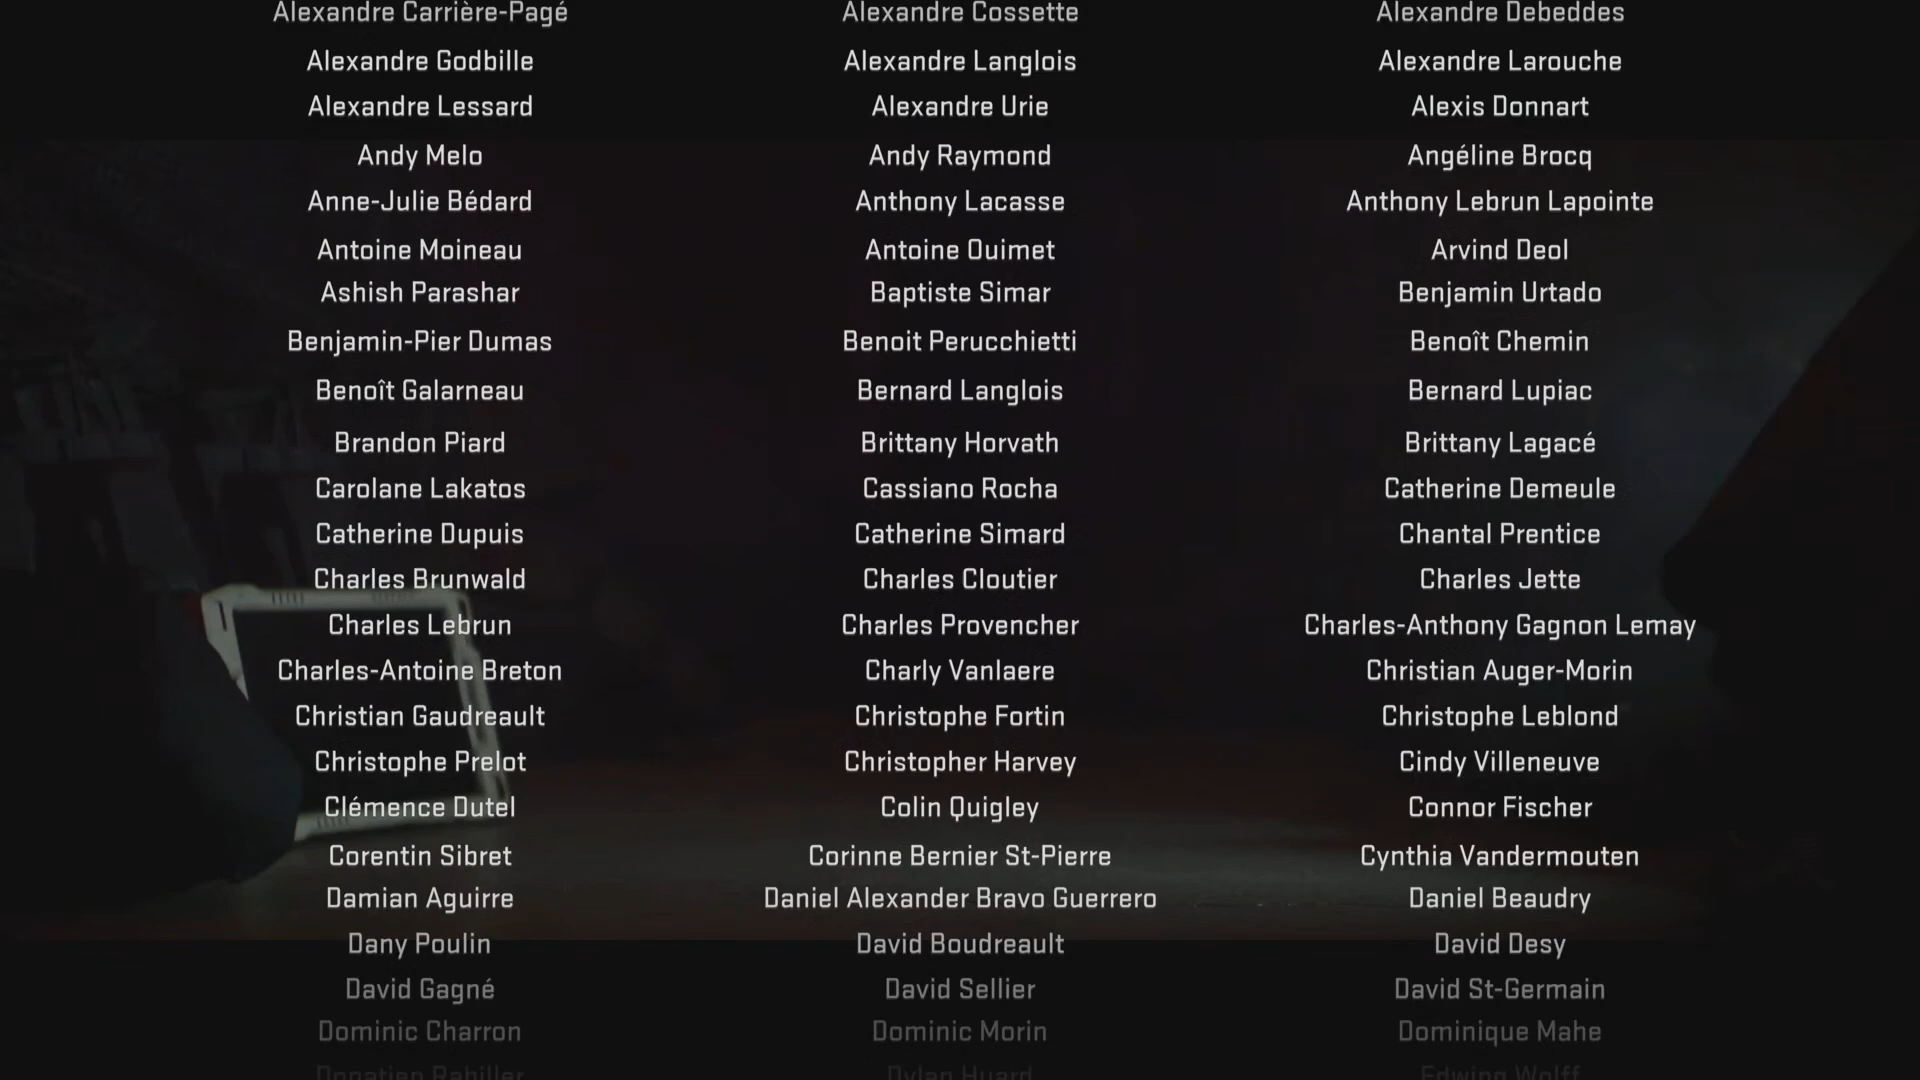 Alexandre Carrière-Pagé Alexandre Cossette Alexandre Debeddes
Alexandre Godbille Alexandre Langlois Alexandre Larouche
Alexandre Lessard Alexandre Urie Alexis Donnart
Andy Melo Andy Raymond Angéline Brocq
Anne-Julie Bédard Anthony Lacasse Anthony Lebrun Lapointe
Antoine Moineau Antoine Ouimet Arvind Deol
Ashish Parashar Baptiste Simar Benjamin Urtado
Benjamin-Pier Dumas Benoit Perucchietti Benoît Chemin
Benoît Galarneau Bernard Langlois Bernard Lupiac
Brandon Piard Brittany Horvath Brittany Lagacé
Carolane Lakatos Cassiano Rocha Catherine Demeule
Catherine Dupuis Catherine Simard Chantal Prentice
Charles Brunwald Charles Cloutier Charles Jette
Charles Lebrun Charles Provencher Charles-Anthony Gagnon Lemay
Charles-Antoine Breton Charly Vanlaere Christian Auger-Morin
Christian Gaudreault Christophe Fortin Christophe Leblond
Christophe Prelot Christopher Harvey Cindy Villeneuve
Clémence Dutel Colin Quigley Connor Fischer
Corentin Sibret Corinne Bernier St-Pierre Cynthia Vandermouten
Damian Aguirre Daniel Alexander Bravo Guerrero Daniel Beaudry
Dany Poulin David Boudreault David Desy
David Gagné David Sellier David St-Germain
Dominic Charron Dominic Morin Dominique Mahe
Dylan Huard